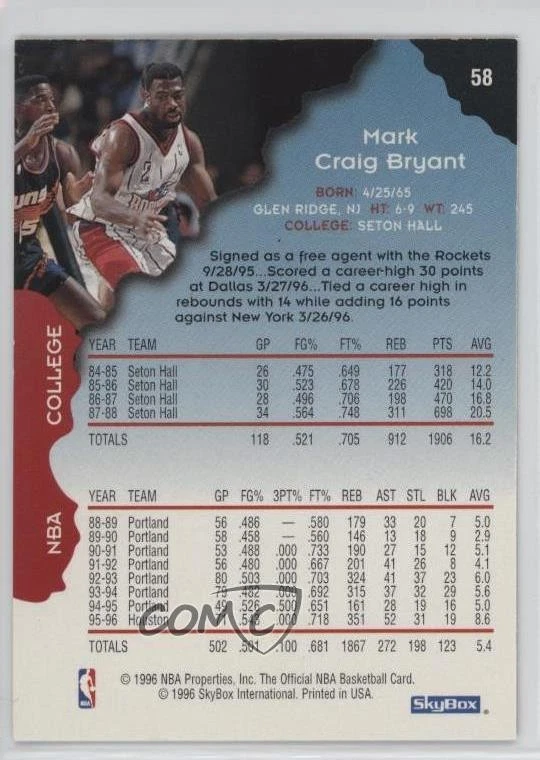 58
Mark
Craig Bryant
BORN: 4/25/65
GLEN RIDGE, NJ HT: 6-9 WT: 245
COLLEGE: SETON HALL
Signed as a free agent with the Rockets
9/28/95...Scored a career-high 30 points
at Dallas 3/27/96...Tied a career high in
rebounds with 14 while adding 16 points
against New York 3/26/96.
COLLEGE
YEAR TEAM GP FG% FT% REB PTS AVG
84-85 Seton Hall 26 .475 .649 177 318 12.2
85-86 Seton Hall 30 .523 .678 226 420 14.0
86-87 Seton Hall 28 .496 .706 198 470 16.8
87-88 Seton Hall 34 .564 .748 311 698 20.5
TOTALS 118 .521 .705 912 1906 16.2
NBA
YEAR TEAM GP FG% 3PT% FT% REB AST STL BLK AVG
88-89 Portland 56 .486 — .580 179 33 20 7 5.0
89-90 Portland 58 .458 — .560 146 13 18 9 2.9
90-91 Portland 53 .488 .000 .733 190 27 15 12 5.1
91-92 Portland 56 .480 .000 .667 201 41 26 8 4.1
92-93 Portland 80 .503 .000 .703 324 41 37 23 6.0
93-94 Portland 79 .482 .000 .692 315 37 32 29 5.6
94-95 Portland 49 .526 .500 .651 161 28 19 16 5.0
95-96 Houston 71 .543 .000 .718 351 52 31 19 8.6
TOTALS 502 .501 .100 .681 1867 272 198 123 5.4
COMC
© 1996 NBA Properties, Inc. The Official NBA Basketball Card.
© 1996 SkyBox International. Printed in USA.
NBA
SkyBox